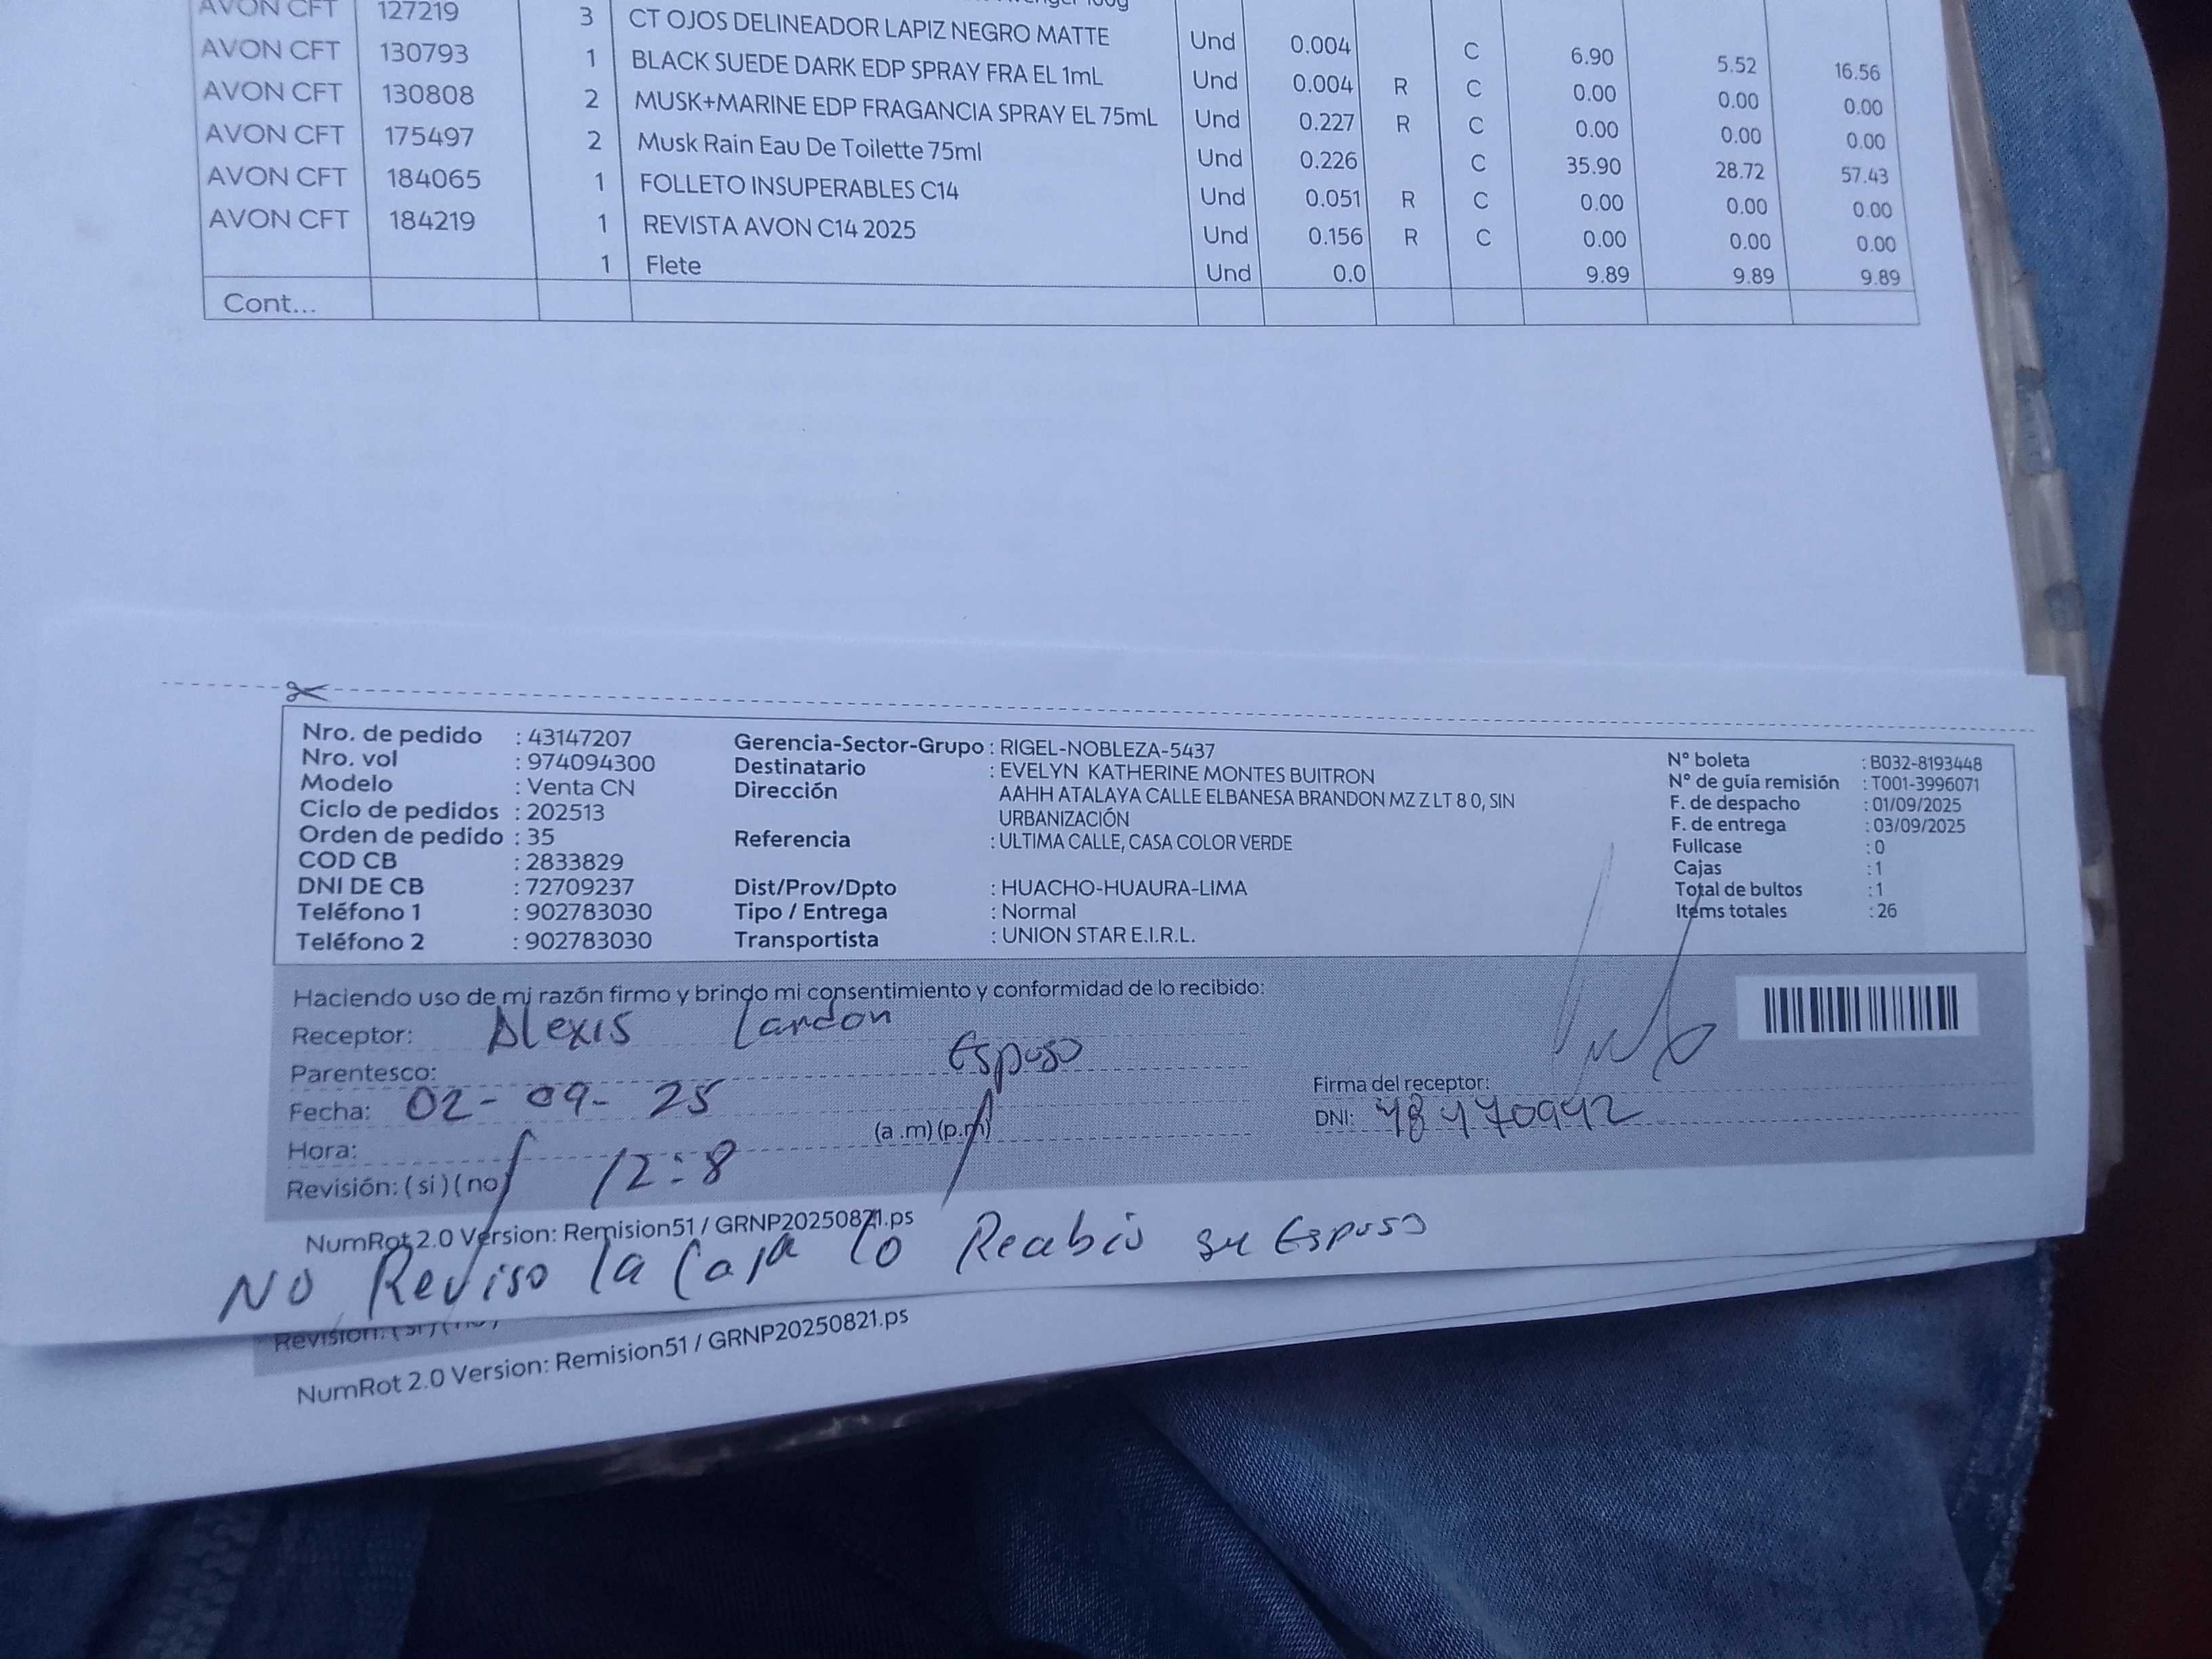 AVON CFT 127219 3 CT OJOS DELINEADOR LAPIZ NEGRO MATTE Und 0.004 C 6.90 5.52 16.56
AVON CFT 130793 1 BLACK SUEDE DARK EDP SPRAY FRA EL 1mL Und 0.004 R C 0.00 0.00 0.00
AVON CFT 130808 2 MUSK+MARINE EDP FRAGANCIA SPRAY EL 75mL Und 0.227 R C 0.00 0.00 0.00
AVON CFT 175497 2 Musk Rain Eau De Toilette 75ml Und 0.226 C 35.90 28.72 57.43
AVON CFT 184065 1 FOLLETO INSUPERABLES C14 Und 0.051 R C 0.00 0.00 0.00
AVON CFT 184219 1 REVISTA AVON C14 2025 Und 0.156 R C 0.00 0.00 0.00
1 Flete Und 0.0 9.89 9.89 9.89
Cont...
Nro. de pedido : 43147207
Nro. vol : 974094300
Modelo : Venta CN
Ciclo de pedidos : 202513
Orden de pedido : 35
COD CB : 2833829
DNI DE CB : 72709237
Teléfono 1 : 902783030
Teléfono 2 : 902783030
Gerencia-Sector-Grupo : RIGEL-NOBLEZA-5437
Destinatario : EVELYN KATHERINE MONTES BUITRON
Dirección AAHH ATALAYA CALLE ELBANESA BRANDON MZ Z LT 8 0, SIN
URBANIZACIÓN
Referencia : ULTIMA CALLE, CASA COLOR VERDE
Dist/Prov/Dpto : HUACHO-HUAURA-LIMA
Tipo / Entrega : Normal
Transportista : UNION STAR E.I.R.L.
N° boleta : B032-8193448
N° de guía remisión : T001-3996071
F. de despacho : 01/09/2025
F. de entrega : 03/09/2025
Fullcase : 0
Cajas : 1
Total de bultos : 1
Items totales : 26
Haciendo uso de mi razón firmo y brindo mi consentimiento y conformidad de lo recibido:
Receptor: Alexis
Parentesco: Esposo
Fecha: 02-09-25
Hora: 12:8 (a.m) (p.m)
Revisión: (si) (no)
Firma del receptor:
DNI: 48470942
NumRot 2.0 Version: Remision51 / GRNP20250821.ps
NO Reviso la Caja lo Recibio su Esposo
Revisión: (si) (no)
NumRot 2.0 Version: Remision51 / GRNP20250821.ps